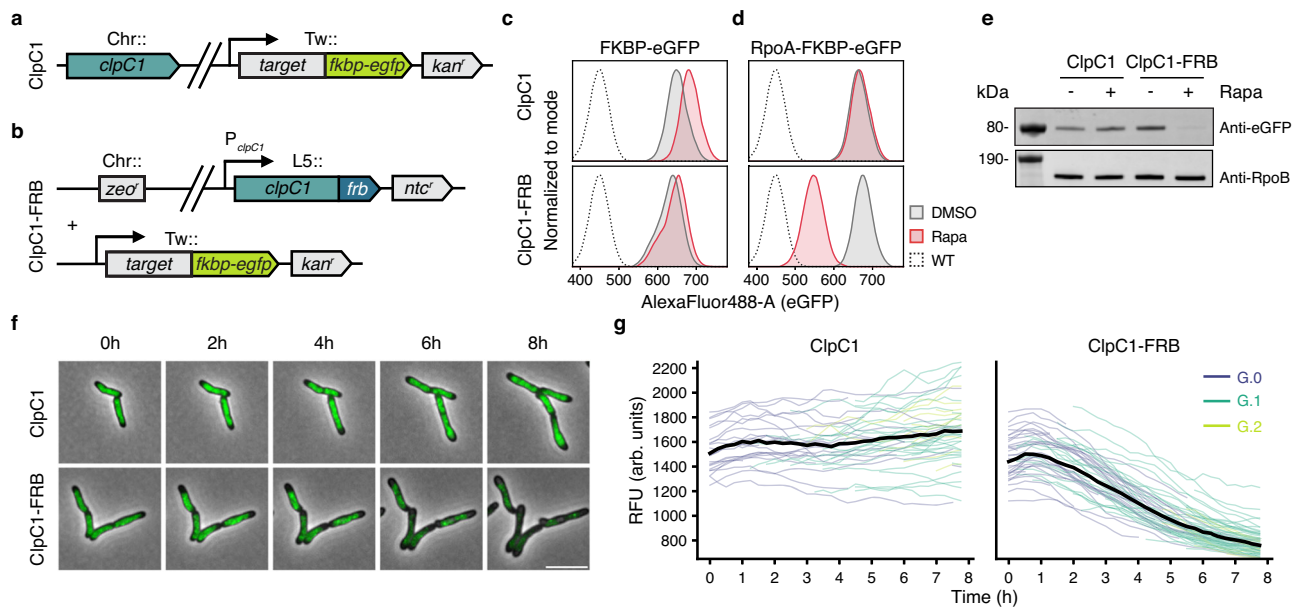 a
ClpC1
Chr::
clpC1
Tw::
target fkbp-egfp kanʳ
b
ClpC1-FRB
Chr::
zeoʳ
P clpC1
L5::
clpC1 frb ntcʳ
+
Tw::
target fkbp-egfp kanʳ
c
FKBP-eGFP
d
RpoA-FKBP-eGFP
Normalized to mode
ClpC1
ClpC1-FRB
400 500 600 700
400 500 600 700
AlexaFluor488-A (eGFP)
DMSO
Rapa
WT
e
ClpC1 ClpC1-FRB
kDa - + - + Rapa
80- Anti-eGFP
190- Anti-RpoB
f
0h 2h 4h 6h 8h
ClpC1
ClpC1-FRB
g
ClpC1
ClpC1-FRB
RFU (arb. units)
2200
2000
1800
1600
1400
1200
1000
800
G.0
G.1
G.2
0 1 2 3 4 5 6 7 8
0 1 2 3 4 5 6 7 8
Time (h)